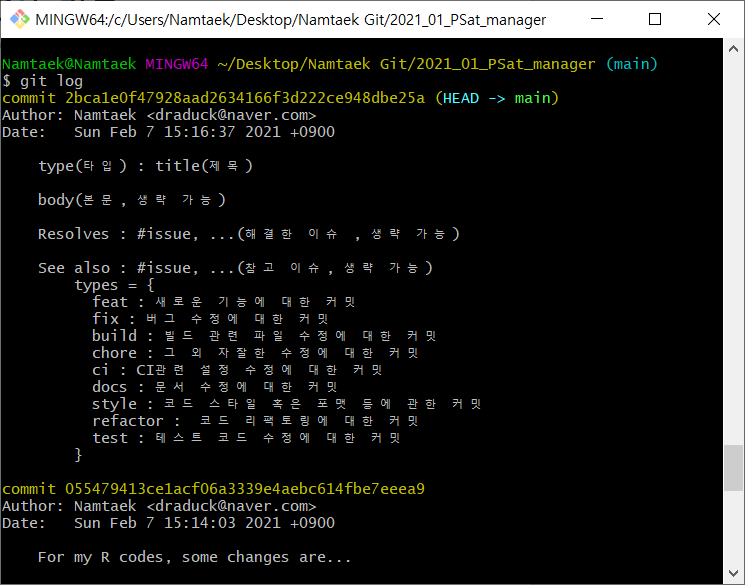 MINGW64:/c/Users/Namtaek/Desktop/Namtaek Git/2021_01_PSat_manager
Namtaek@Namtaek MINGW64 ~/Desktop/Namtaek Git/2021_01_PSat_manager (main)
$ git log
commit 2bca1e0f47928aad2634166f3d222ce948dbe25a (HEAD -> main)
Author: Namtaek <draduck@naver.com>
Date:   Sun Feb 7 15:16:37 2021 +0900
type(타입) : title(제목)
body(본문, 생략 가능)
Resolves : #issue, ...(해결한 이슈 , 생략 가능)
See also : #issue, ...(참고 이슈, 생략 가능)
types = {
feat : 새로운 기능에 대한 커밋
fix : 버그 수정에 대한 커밋
build : 빌드 관련 파일 수정에 대한 커밋
chore : 그 외 자잘한 수정에 대한 커밋
ci : CI관련 설정 수정에 대한 커밋
docs : 문서 수정에 대한 커밋
style : 코드 스타일 혹은 포맷 등에 관한 커밋
refactor :  코드 리팩토링에 대한 커밋
test : 테스트 코드 수정에 대한 커밋
}
commit 055479413ce1acf06a3339e4aebc614fbe7eeea9
Author: Namtaek <draduck@naver.com>
Date:   Sun Feb 7 15:14:03 2021 +0900
For my R codes, some changes are...